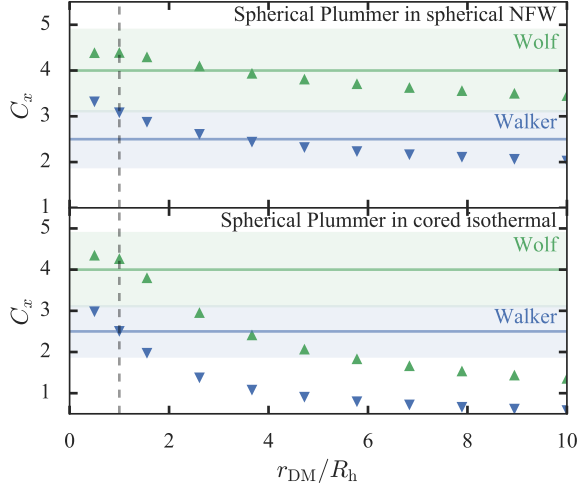 Spherical Plummer in spherical NFW
5
Wolf
4
C_x
3
Walker
2
1
Spherical Plummer in cored isothermal
5
Wolf
4
C_x
3
Walker
2
1
0 2 4 6 8 10
r_DM/R_h